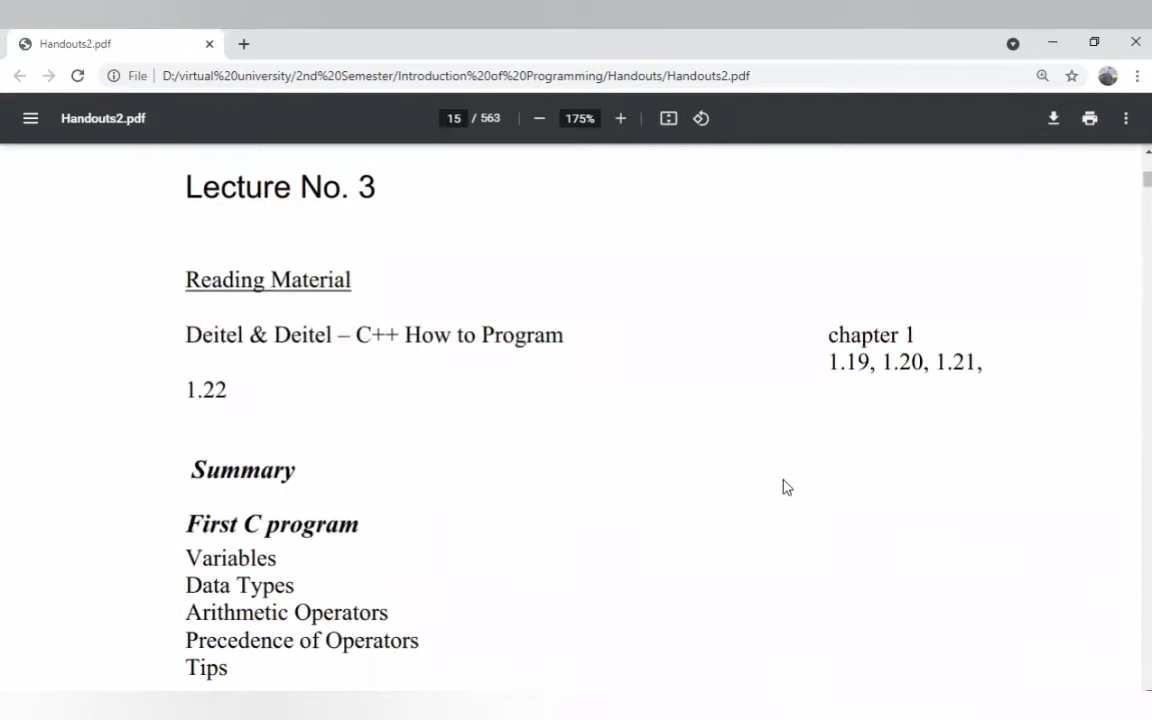 Handouts2.pdf
File D:/virtual%20university/2nd%20Semester/Introduction%20of%20Programming/Handouts/Handouts2.pdf
Handouts2.pdf 15 / 563 175%
Lecture No. 3
Reading Material
Deitel & Deitel – C++ How to Program chapter 1
1.19, 1.20, 1.21,
1.22
Summary
First C program
Variables
Data Types
Arithmetic Operators
Precedence of Operators
Tips